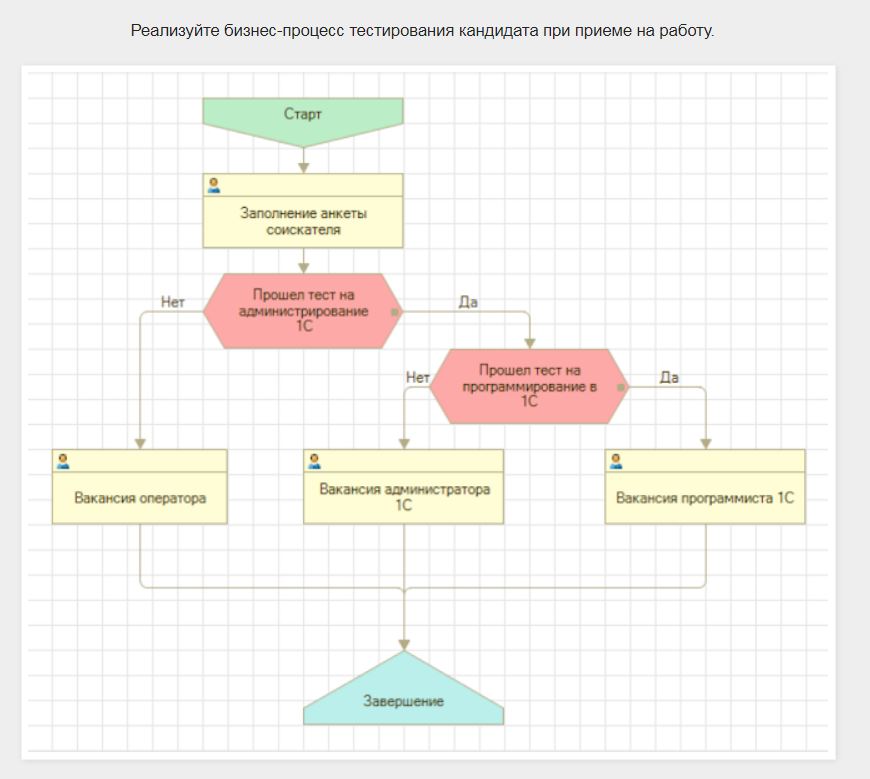 Реализуйте бизнес-процесс тестирования кандидата при приеме на работу.
Старт
Заполнение анкеты
соискателя
Нет
Прошел тест на
администрирование
1С
Да
Нет
Прошел тест на
программирование в
1С
Да
Вакансия оператора
Вакансия администратора
1С
Вакансия программиста 1С
Завершение